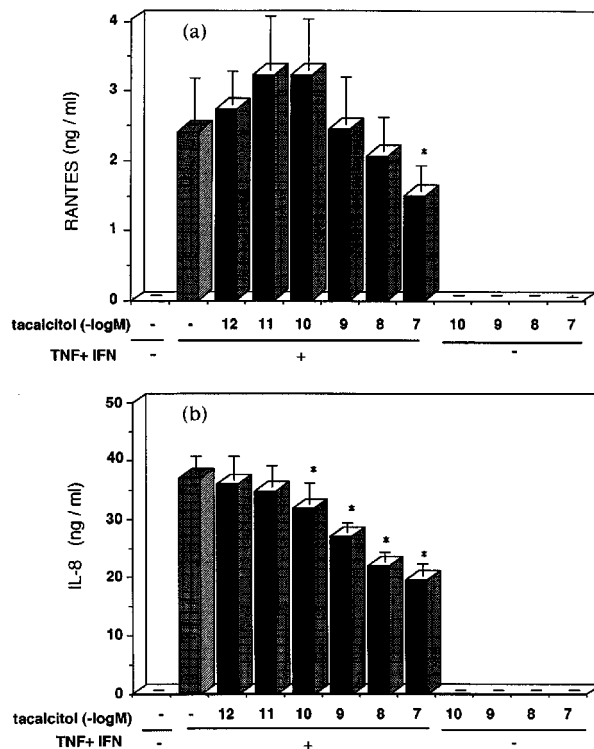 (a)
RANTES (ng / ml)
4
3
2
1
0
*
tacalcitol (-logM) - - 12 11 10 9 8 7 10 9 8 7
TNF+ IFN - + -
(b)
IL-8 (ng / ml)
50
40
30
20
10
0
* * * *
tacalcitol (-logM) - - 12 11 10 9 8 7 10 9 8 7
TNF+ IFN - + -